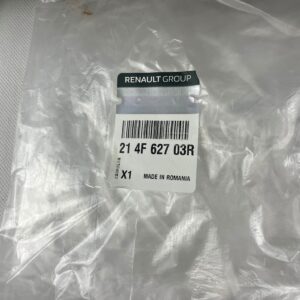 RENAULT GROUP
21 4F 627 03R
X1
MADE IN ROMANIA